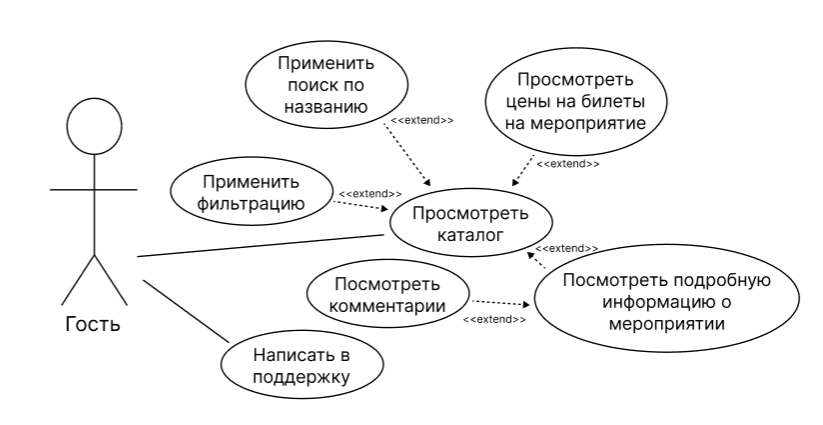 Применить
поиск по
названию
<<extend>>
Просмотреть
цены на билеты
на мероприятие
<<extend>>
Применить
фильтрацию
<<extend>>
Просмотреть
каталог
<<extend>>
Посмотреть
комментарии
<<extend>>
Посмотреть подробную
информацию о
мероприятии
Гость
Написать в
поддержку